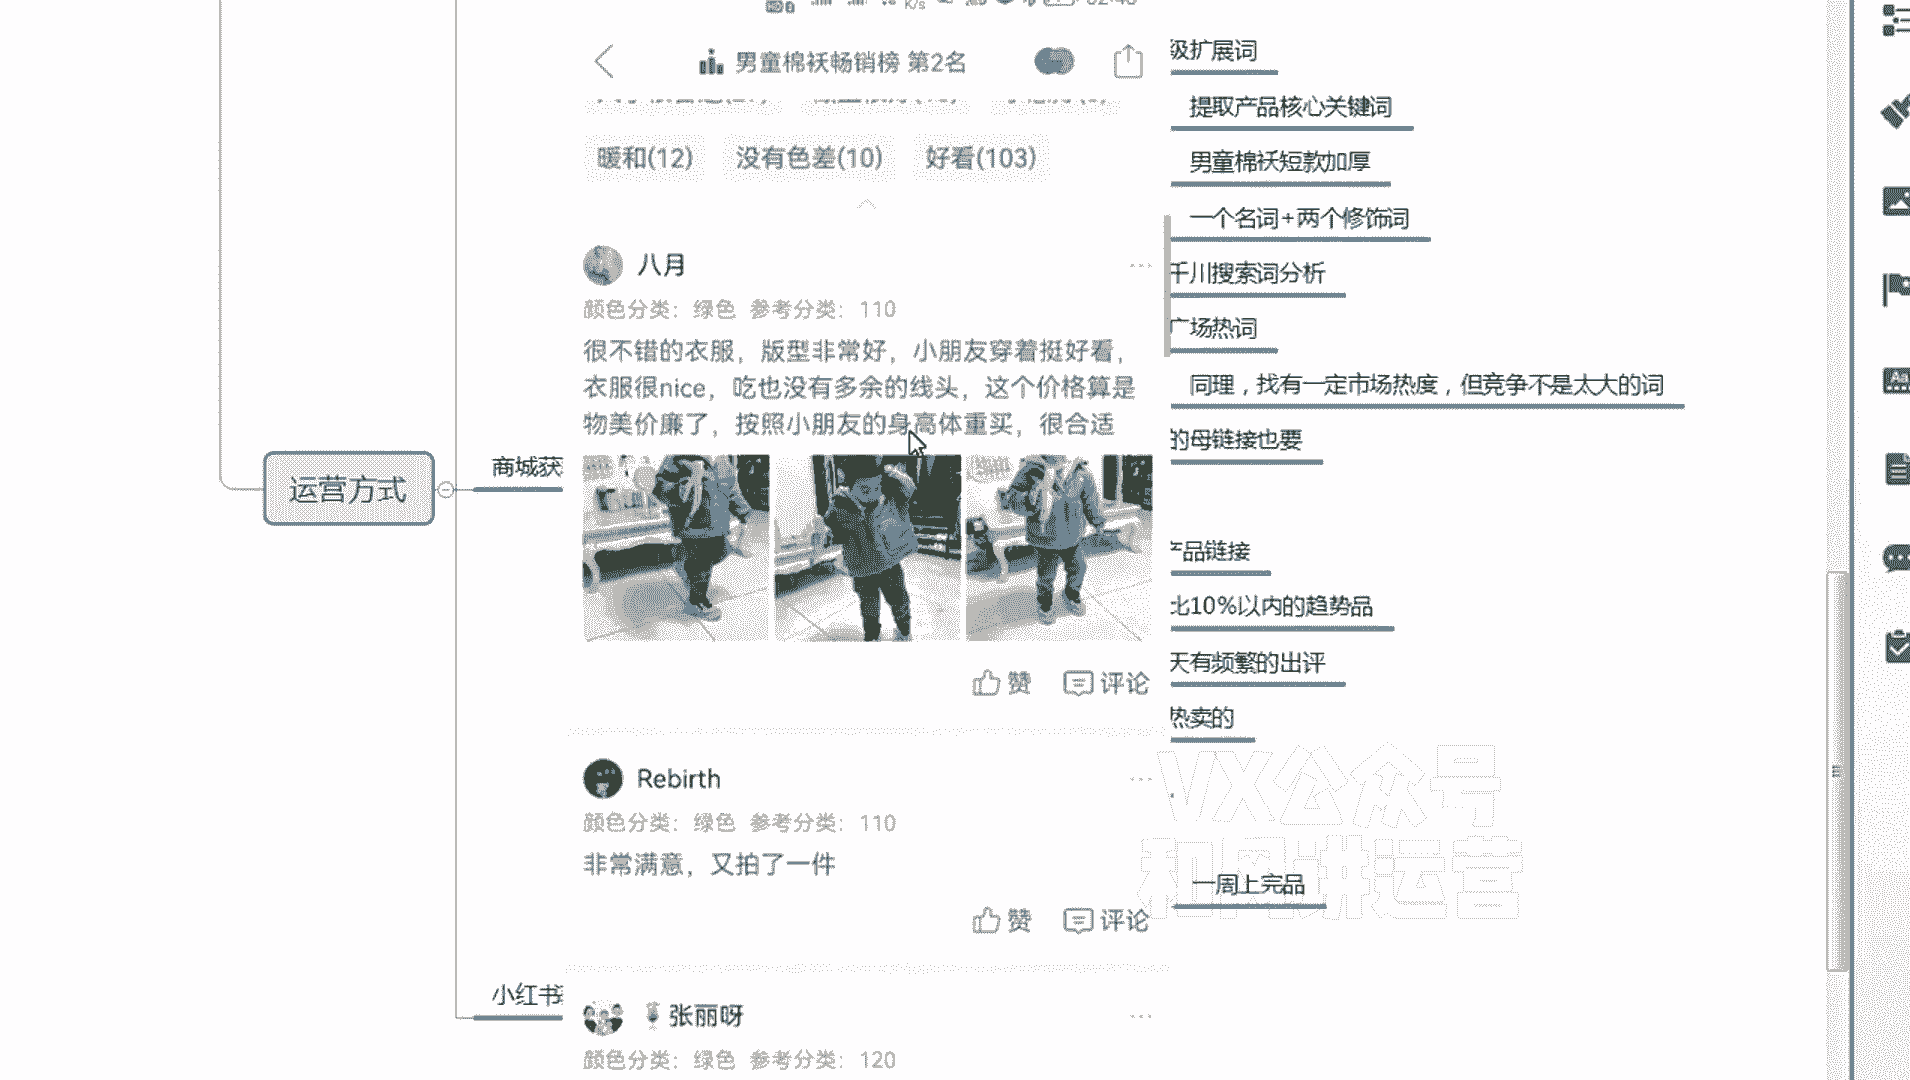 男童棉袄畅销榜 第2名
暖和(12) 没有色差(10) 好看(103)
八月
颜色分类：绿色 参考分类：110
很不错的衣服，版型非常好，小朋友穿着挺好看，
衣服很nice，吃也没有多余的线头，这个价格算是
物美价廉了，按照小朋友的身高体重买，很合适
赞 评论
Rebirth
颜色分类：绿色 参考分类：110
非常满意，又拍了一件
赞 评论
张丽呀
颜色分类：绿色 参考分类：120
运营方式
商城获
小红书
级扩展词
提取产品核心关键词
男童棉袄短款加厚
一个名词+两个修饰词
千川搜索词分析
广场热词
同理，找有一定市场热度，但竞争不是太大的词
的母链接也要
产品链接
比10%以内的趋势品
天有频繁的出评
热卖的
一周上完品
VX公众号
和风讲运营